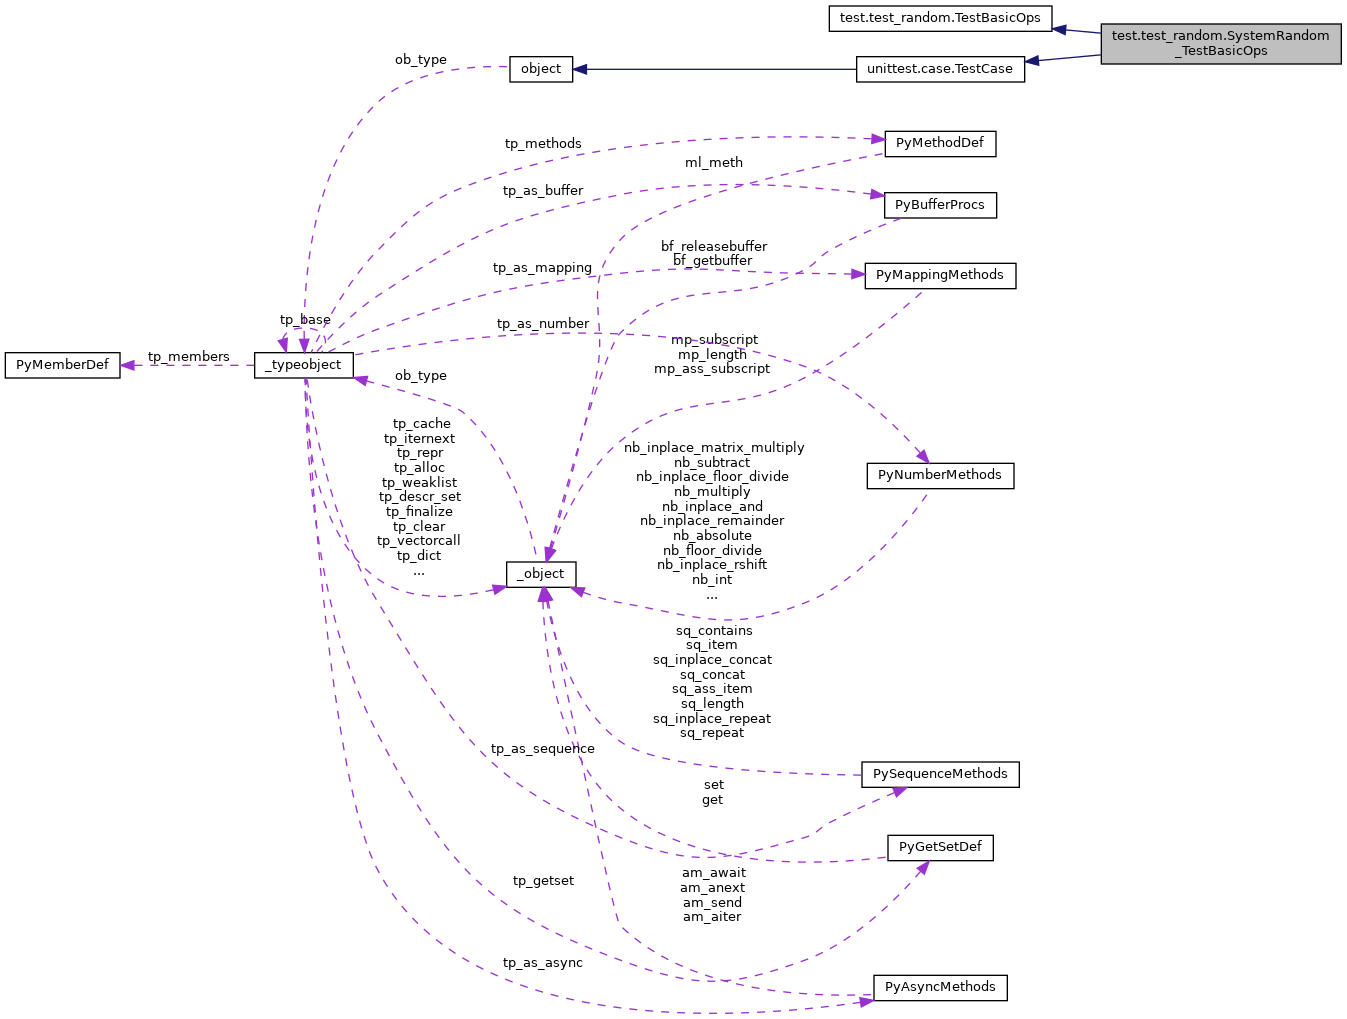 test.test_random.TestBasicOps
test.test_random.SystemRandom
_TestBasicOps
ob_type
object
unittest.case.TestCase
tp_methods
PyMethodDef
ml_meth
tp_as_buffer
PyBufferProcs
bf_releasebuffer
bf_getbuffer
tp_as_mapping
PyMappingMethods
tp_base
tp_as_number
mp_subscript
mp_length
mp_ass_subscript
PyMemberDef
tp_members
_typeobject
ob_type
tp_cache
tp_iternext
tp_repr
tp_alloc
tp_weaklist
tp_descr_set
tp_finalize
tp_clear
tp_vectorcall
tp_dict
...
nb_inplace_matrix_multiply
nb_subtract
nb_inplace_floor_divide
nb_multiply
nb_inplace_and
nb_inplace_remainder
nb_absolute
nb_floor_divide
nb_inplace_rshift
nb_int
...
PyNumberMethods
_object
sq_contains
sq_item
sq_inplace_concat
sq_concat
sq_ass_item
sq_length
sq_inplace_repeat
sq_repeat
tp_as_sequence
PySequenceMethods
set
get
PyGetSetDef
tp_getset
am_await
am_anext
am_send
am_aiter
tp_as_async
PyAsyncMethods